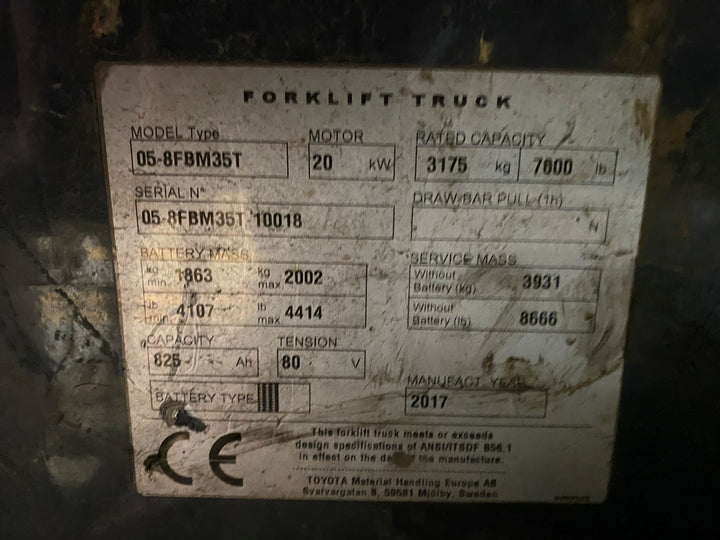 FORKLIFT TRUCK
MODEL Type MOTOR RATED CAPACITY
05-8FBM35T 20 kW 3175 kg 7000 lb
SERIAL N° DRAW BAR PULL (1h)
05-8FBM35T 10018 N
BATTERY MASS SERVICE MASS
kg min. 1863 kg max. 2002 Without Battery (kg) 3931
lb min. 4107 lb max. 4414 Without Battery (lb) 8666
CAPACITY TENSION
825 Ah 80 V
BATTERY TYPE MANUFACT. YEAR
2017
CE
This forklift truck meets or exceeds
design specifications of ANSI/ITSDF B56.1
in effect on the date of the manufacture.
TOYOTA Material Handling Europe AB
Svarvargatan 8, 59581 Mjölby, Sweden